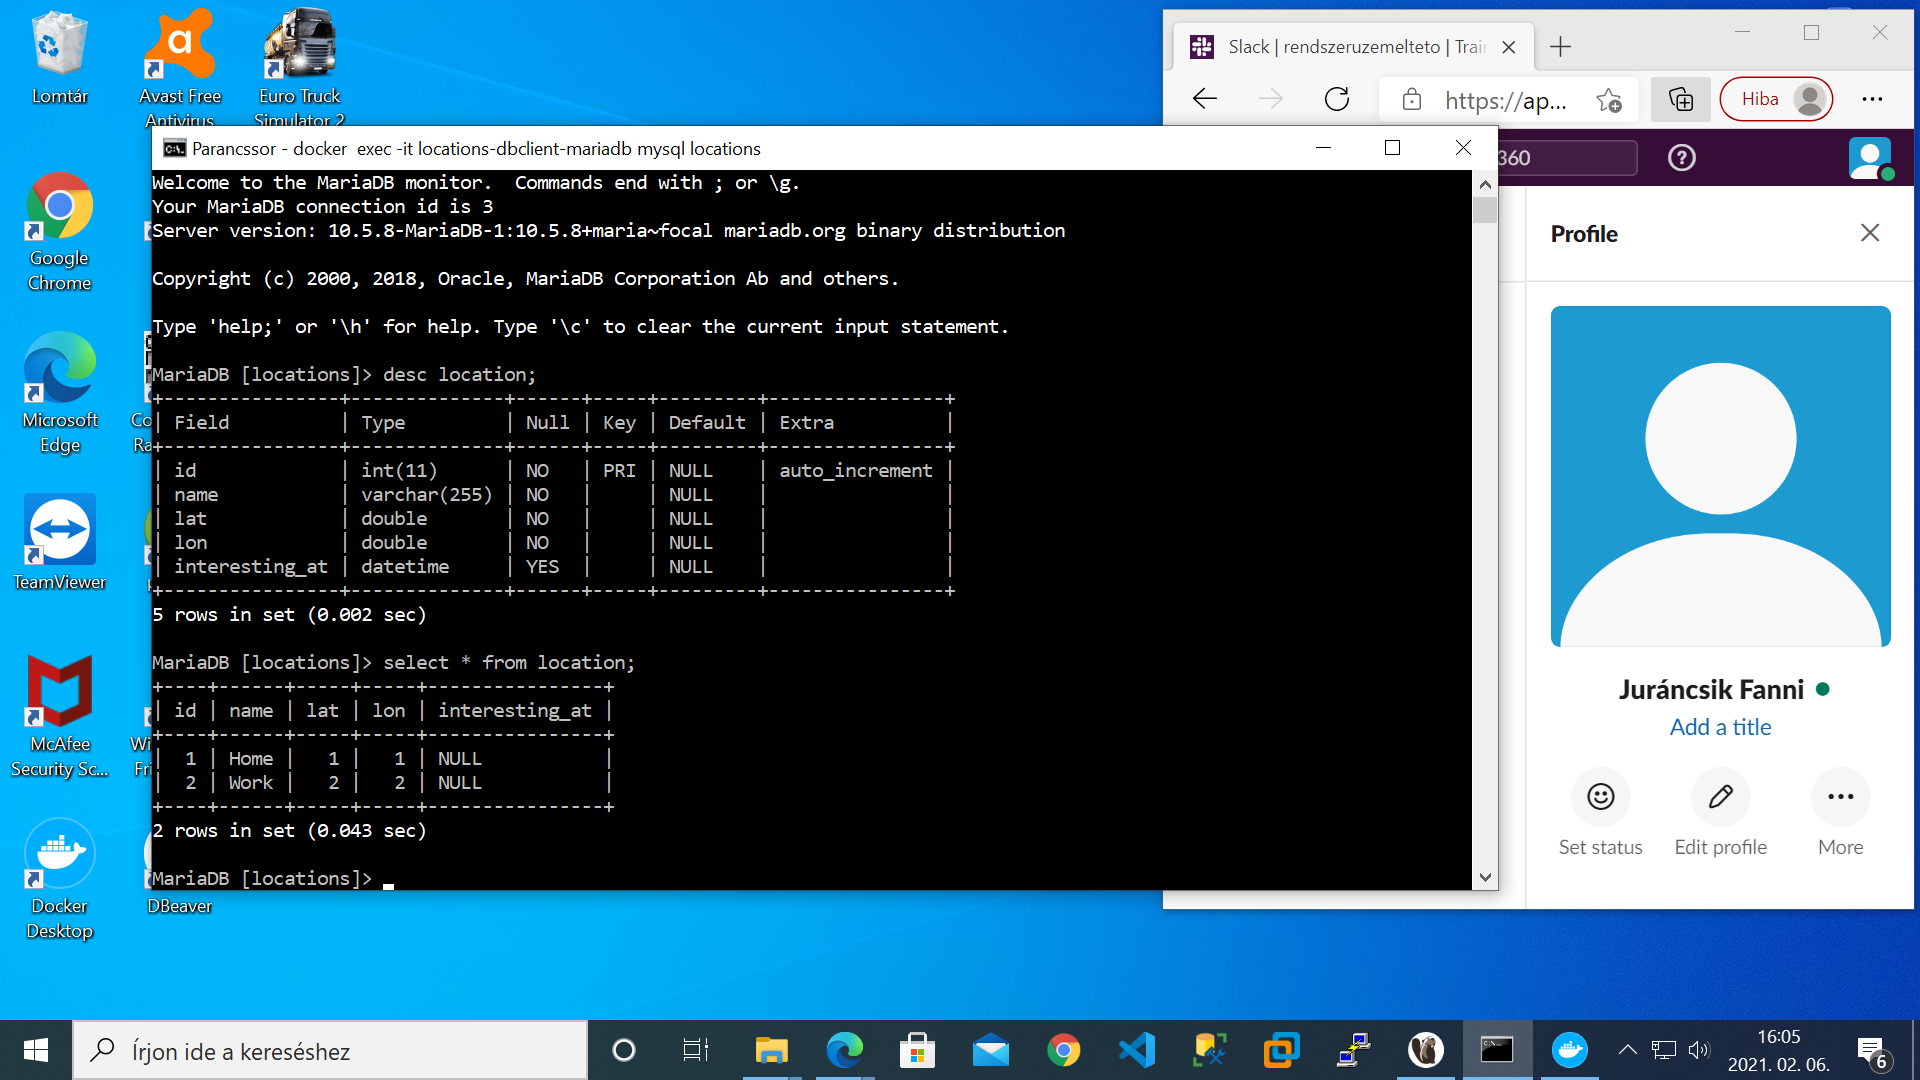 Lomtár
Avast Free
Antivirus
Euro Truck
Simulator 2
Google
Chrome
Microsoft
Edge
Co
Ra
TeamViewer
McAfee
Security Sc...
Wi
Fri
Docker
Desktop
DBeaver
Slack | rendszeruzemelteto | Train
https://ap...
Hiba
360
Parancssor - docker  exec -it locations-dbclient-mariadb mysql locations
Welcome to the MariaDB monitor.  Commands end with ; or \g.
Your MariaDB connection id is 3
Server version: 10.5.8-MariaDB-1:10.5.8+maria~focal mariadb.org binary distribution
Copyright (c) 2000, 2018, Oracle, MariaDB Corporation Ab and others.
Type 'help;' or '\h' for help. Type '\c' to clear the current input statement.
MariaDB [locations]> desc location;
+----------------+--------------+------+-----+---------+----------------+
| Field          | Type         | Null | Key | Default | Extra          |
+----------------+--------------+------+-----+---------+----------------+
| id             | int(11)      | NO   | PRI | NULL    | auto_increment |
| name           | varchar(255) | NO   |     | NULL    |                |
| lat            | double       | NO   |     | NULL    |                |
| lon            | double       | NO   |     | NULL    |                |
| interesting_at | datetime     | YES  |     | NULL    |                |
+----------------+--------------+------+-----+---------+----------------+
5 rows in set (0.002 sec)
MariaDB [locations]> select * from location;
+----+------+-----+-----+----------------+
| id | name | lat | lon | interesting_at |
+----+------+-----+-----+----------------+
|  1 | Home |   1 |   1 | NULL           |
|  2 | Work |   2 |   2 | NULL           |
+----+------+-----+-----+----------------+
2 rows in set (0.043 sec)
MariaDB [locations]>
Profile
Juráncsik Fanni
Add a title
Set status
Edit profile
More
Írjon ide a kereséshez
16:05
2021. 02. 06.
6